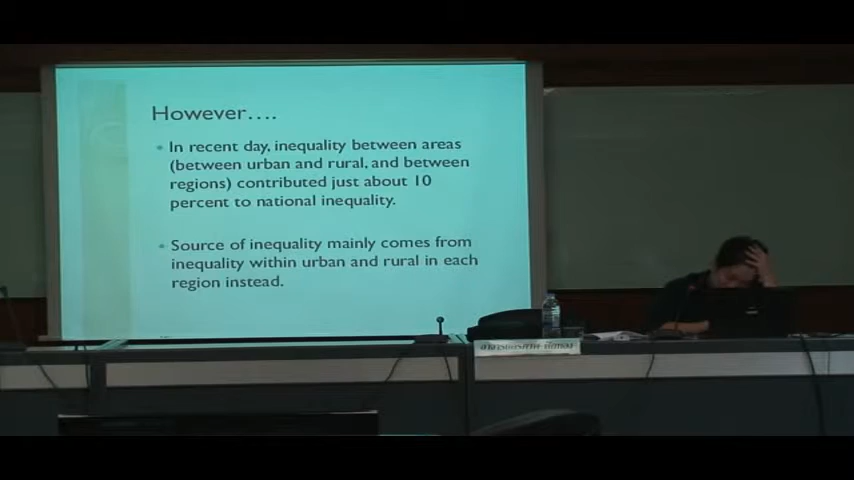 However....
In recent day, inequality between areas
(between urban and rural, and between
regions) contributed just about 10
percent to national inequality.
Source of inequality mainly comes from
inequality within urban and rural in each
region instead.